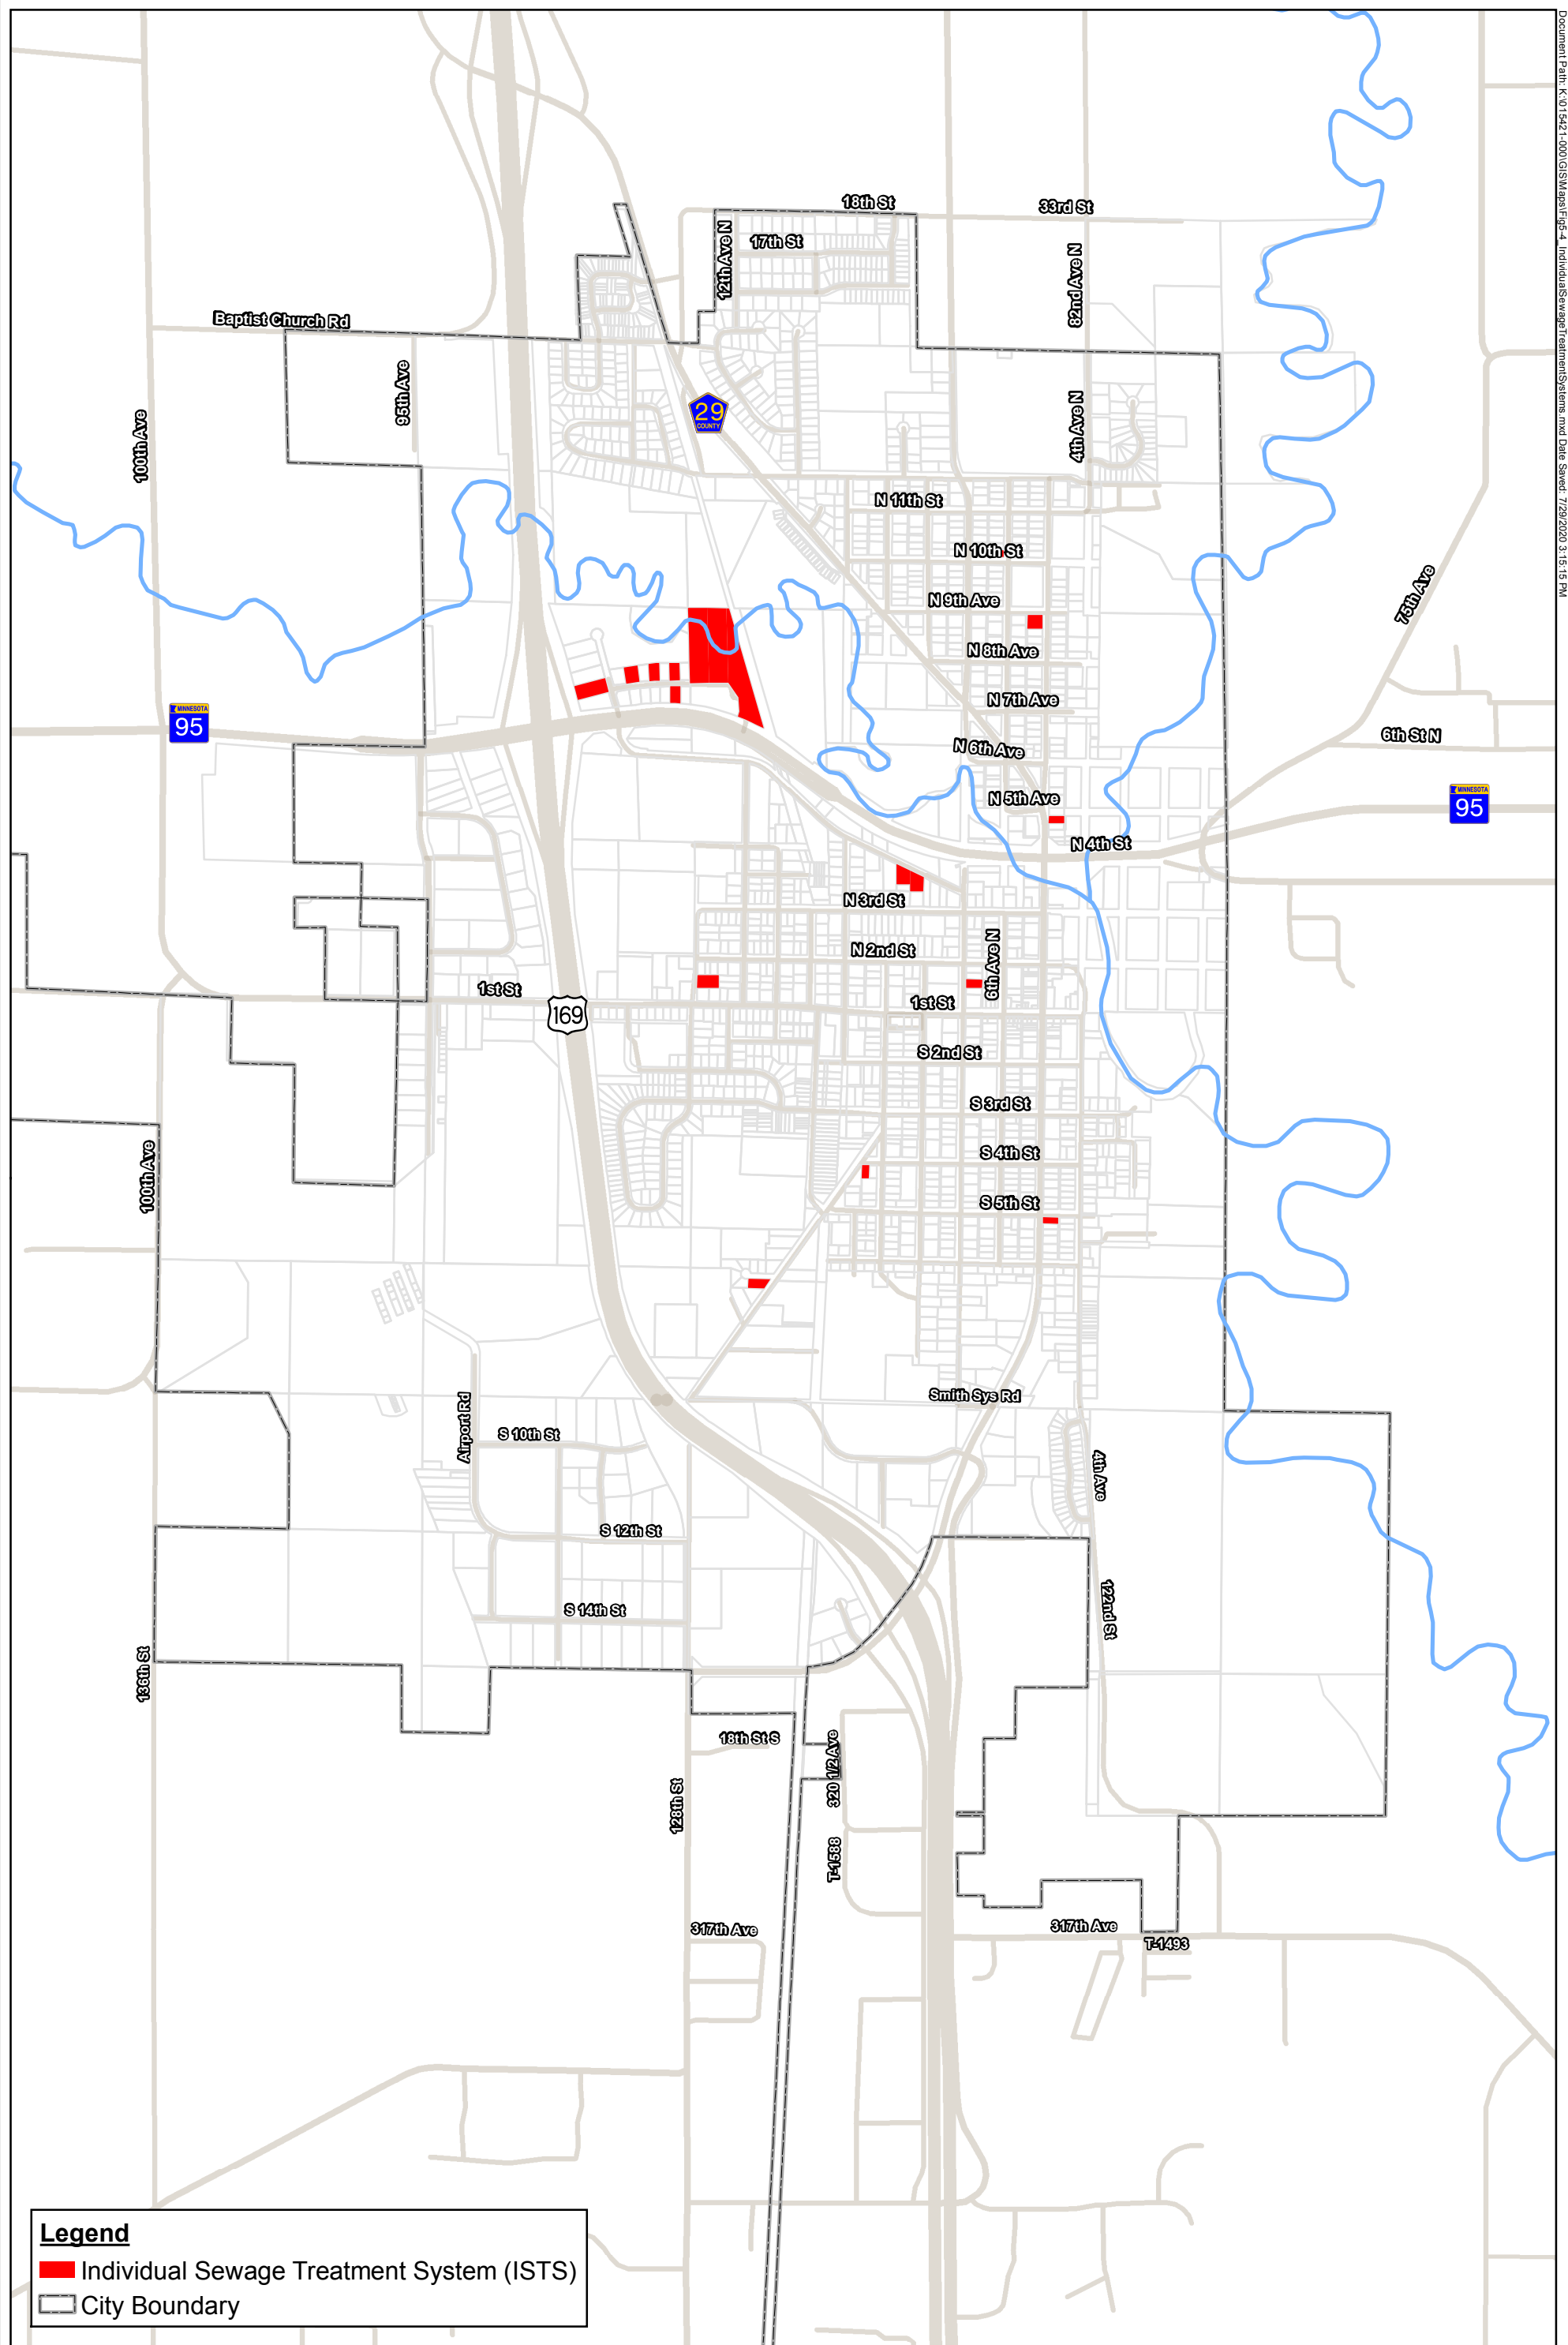 Document Path: K:\015421-000\GIS\Maps\Fig5-4_IndividualSewageTreatmentSystems.mxd Date Saved: 7/29/2020 3:15:15 PM
18th St
33rd St
12th Ave N
17th St
82nd Ave N
Baptist Church Rd
95th Ave
100th Ave
29
COUNTY
4th Ave N
N 11th St
N 10th St
75th Ave
N 9th Ave
N 8th Ave
N 7th Ave
MINNESOTA
95
6th St N
N 6th Ave
N 5th Ave
MINNESOTA
95
N 4th St
N 3rd St
N 2nd St
6th Ave N
1st St
169
1st St
S 2nd St
S 3rd St
100th Ave
S 4th St
S 5th St
Smith Sys Rd
Airport Rd
S 10th St
4th Ave
S 12th St
122nd St
S 14th St
136th St
18th St S
320 1/2 Ave
128th St
T-1588
317th Ave
317th Ave
T-1493
Legend
Individual Sewage Treatment System (ISTS)
City Boundary